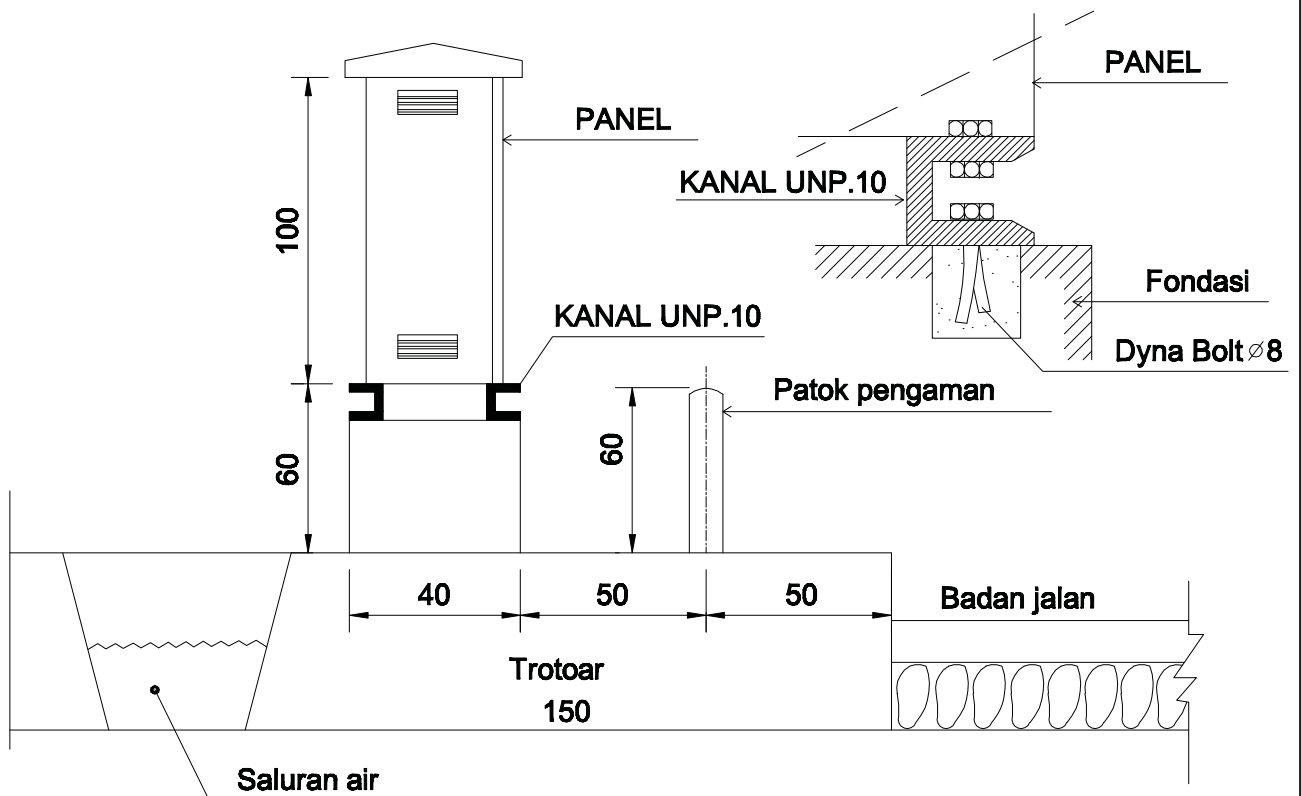 PANEL
100
KANAL UNP.10
60
60
Patok pengaman
40
50
50
Trotoar
150
Badan jalan
Saluran air
PANEL
KANAL UNP.10
Fondasi
Dyna Bolt ⌀8